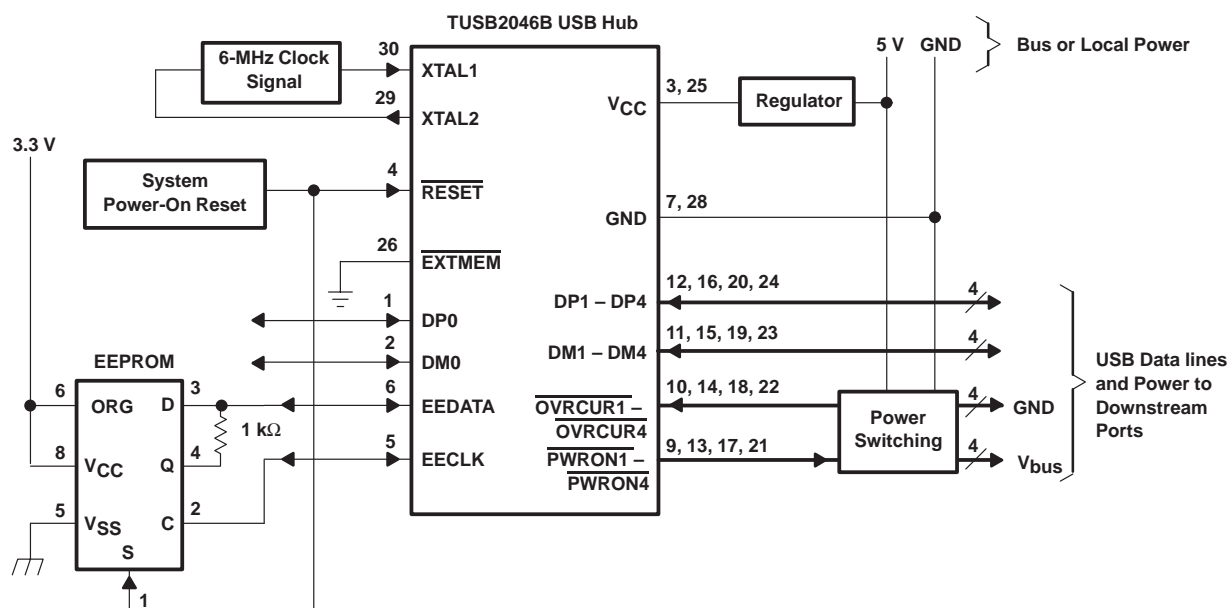 TUSB2046B USB Hub
6-MHz Clock
Signal
30
XTAL1
29
XTAL2
3.3 V
System
Power-On Reset
4
RESET
26
EXTMEM
1
DP0
2
DM0
6
EEDATA
5
EECLK
EEPROM
6
ORG
D
3
1 kΩ
8
VCC
Q
4
5
VSS
C
2
S
1
5 V GND
Bus or Local Power
3, 25
VCC
Regulator
7, 28
GND
12, 16, 20, 24
DP1 – DP4
4
11, 15, 19, 23
DM1 – DM4
4
10, 14, 18, 22
OVRCUR1 –
OVRCUR4
9, 13, 17, 21
PWRON1 –
PWRON4
Power
Switching
4
GND
4
Vbus
USB Data lines
and Power to
Downstream
Ports